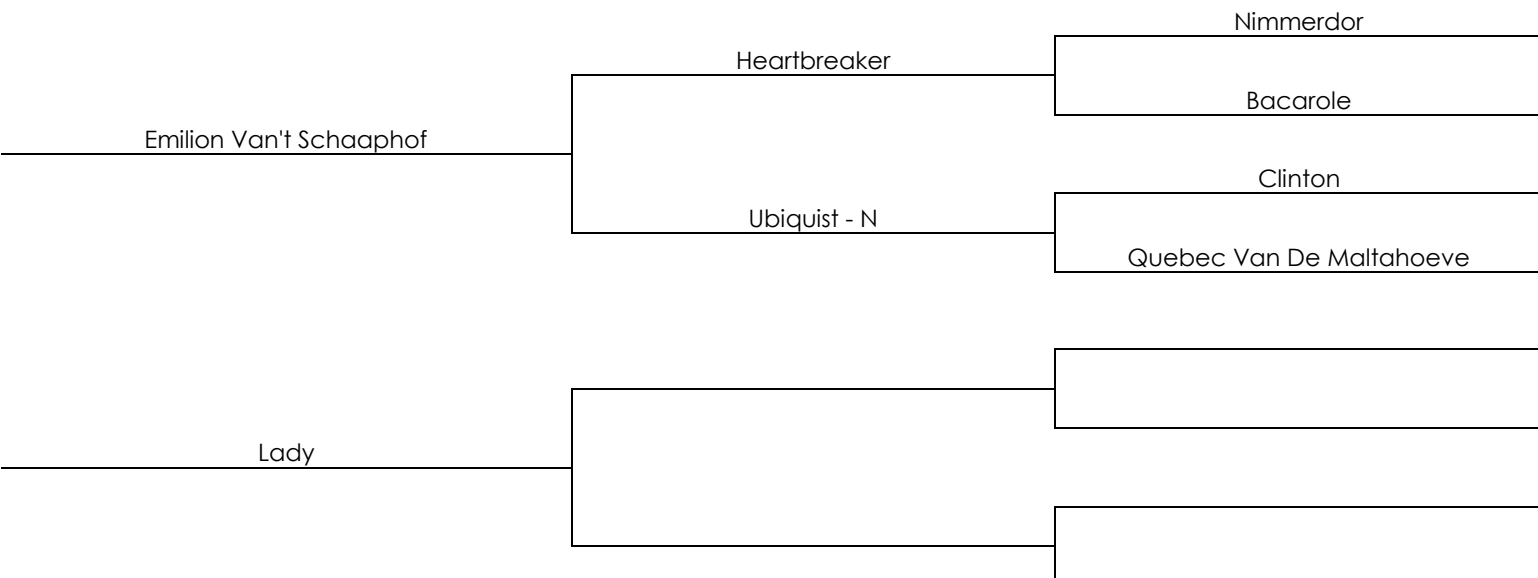 Nimmerdor
Heartbreaker
Bacarole
Emilion Van't Schaaphof
Clinton
Ubiquist - N
Quebec Van De Maltahoeve
Lady